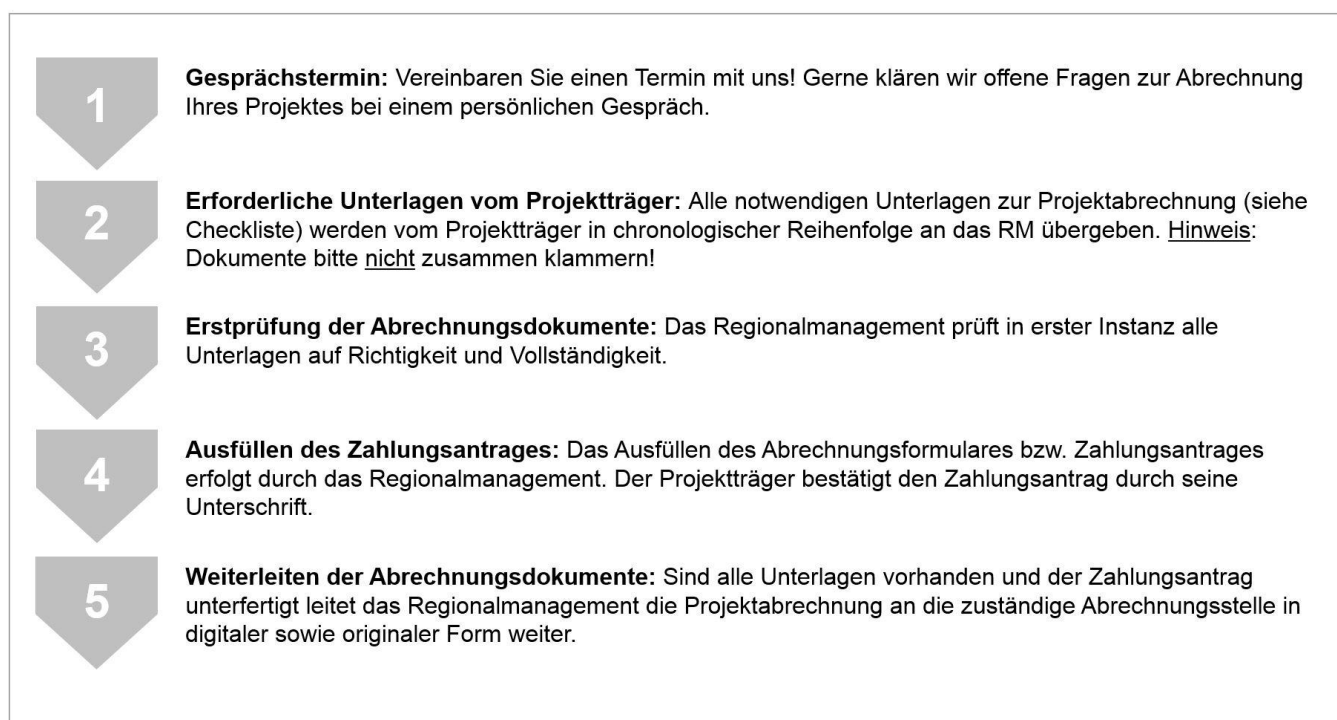 1
Gesprächstermin: Vereinbaren Sie einen Termin mit uns! Gerne klären wir offene Fragen zur Abrechnung
Ihres Projektes bei einem persönlichen Gespräch.
2
Erforderliche Unterlagen vom Projektträger: Alle notwendigen Unterlagen zur Projektabrechnung (siehe
Checkliste) werden vom Projektträger in chronologischer Reihenfolge an das RM übergeben. Hinweis:
Dokumente bitte nicht zusammen klammern!
3
Erstprüfung der Abrechnungsdokumente: Das Regionalmanagement prüft in erster Instanz alle
Unterlagen auf Richtigkeit und Vollständigkeit.
4
Ausfüllen des Zahlungsantrages: Das Ausfüllen des Abrechnungsformulares bzw. Zahlungsantrages
erfolgt durch das Regionalmanagement. Der Projektträger bestätigt den Zahlungsantrag durch seine
Unterschrift.
5
Weiterleiten der Abrechnungsdokumente: Sind alle Unterlagen vorhanden und der Zahlungsantrag
unterfertigt leitet das Regionalmanagement die Projektabrechnung an die zuständige Abrechnungsstelle in
digitaler sowie originaler Form weiter.